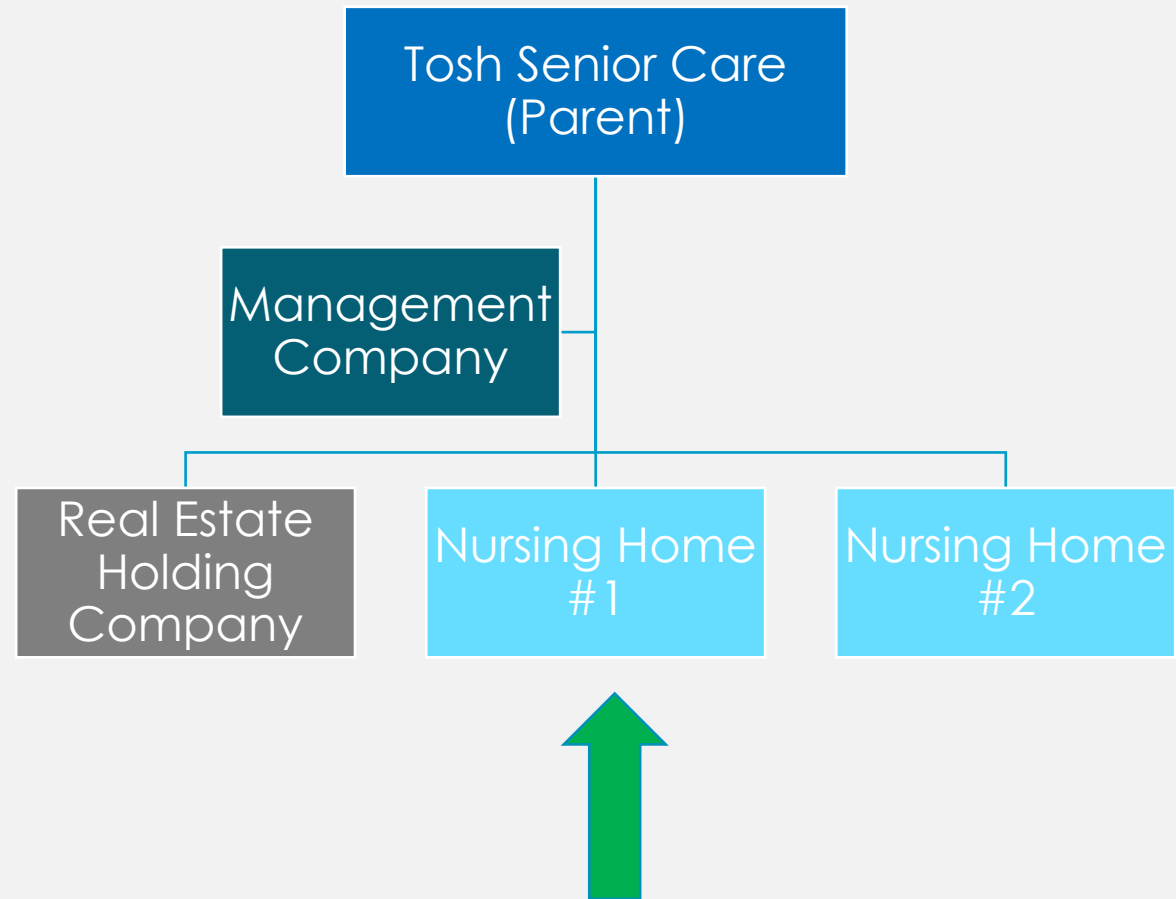 Tosh Senior Care
(Parent)
Management
Company
Real Estate
Holding
Company
Nursing Home
#1
Nursing Home
#2